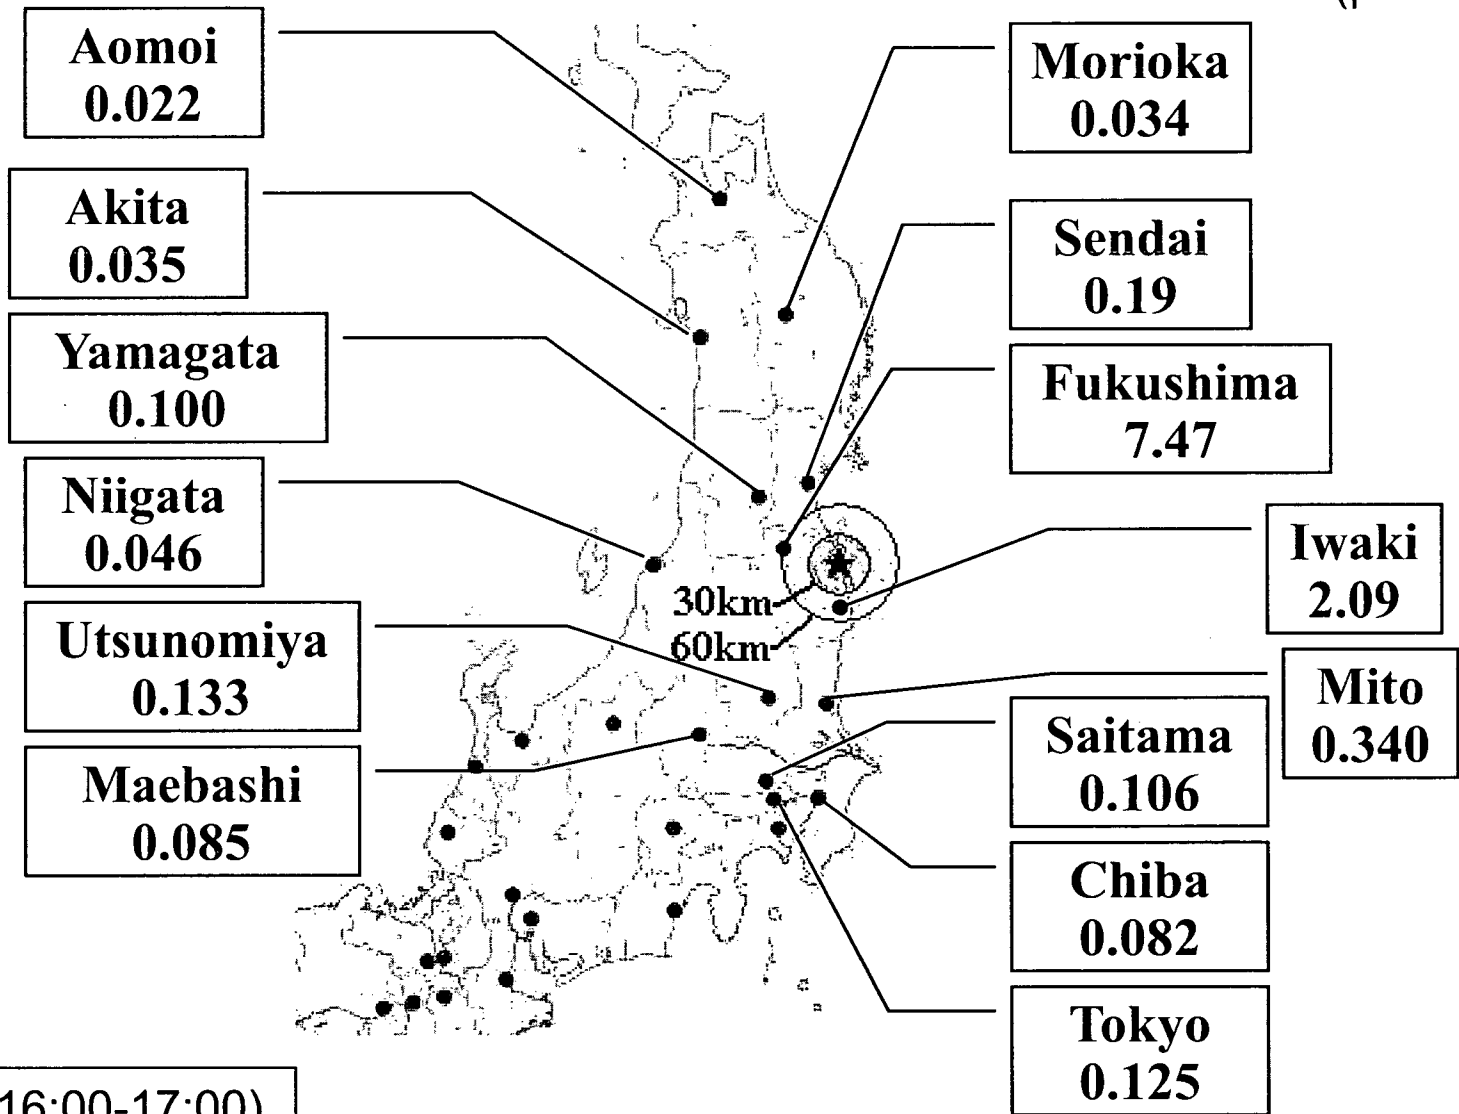 Aomoi
0.022
Akita
0.035
Yamagata
0.100
Niigata
0.046
Utsunomiya
0.133
Maebashi
0.085
Morioka
0.034
Sendai
0.19
Fukushima
7.47
Iwaki
2.09
30km
60km
Mito
0.340
Saitama
0.106
Chiba
0.082
Tokyo
0.125
16:00-17:00)